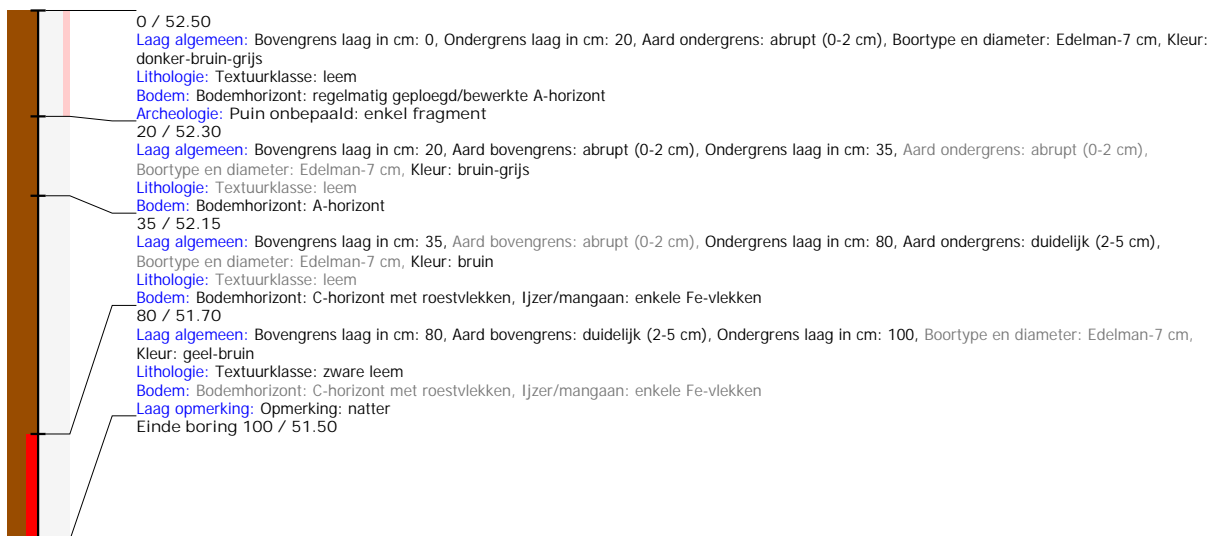 0 / 52.50
Laag algemeen: Bovengrens laag in cm: 0, Ondergrens laag in cm: 20, Aard ondergrens: abrupt (0-2 cm), Boortype en diameter: Edelman-7 cm, Kleur:
donker-bruin-grijs
Lithologie: Textuurklasse: leem
Bodem: Bodemhorizont: regelmatig geploegd/bewerkte A-horizont
Archeologie: Puin onbepaald: enkel fragment
20 / 52.30
Laag algemeen: Bovengrens laag in cm: 20, Aard bovengrens: abrupt (0-2 cm), Ondergrens laag in cm: 35, Aard ondergrens: abrupt (0-2 cm),
Boortype en diameter: Edelman-7 cm, Kleur: bruin-grijs
Lithologie: Textuurklasse: leem
Bodem: Bodemhorizont: A-horizont
35 / 52.15
Laag algemeen: Bovengrens laag in cm: 35, Aard bovengrens: abrupt (0-2 cm), Ondergrens laag in cm: 80, Aard ondergrens: duidelijk (2-5 cm),
Boortype en diameter: Edelman-7 cm, Kleur: bruin
Lithologie: Textuurklasse: leem
Bodem: Bodemhorizont: C-horizont met roestvlekken, Ijzer/mangaan: enkele Fe-vlekken
80 / 51.70
Laag algemeen: Bovengrens laag in cm: 80, Aard bovengrens: duidelijk (2-5 cm), Ondergrens laag in cm: 100, Boortype en diameter: Edelman-7 cm,
Kleur: geel-bruin
Lithologie: Textuurklasse: zware leem
Bodem: Bodemhorizont: C-horizont met roestvlekken, Ijzer/mangaan: enkele Fe-vlekken
Laag opmerking: Opmerking: natter
Einde boring 100 / 51.50